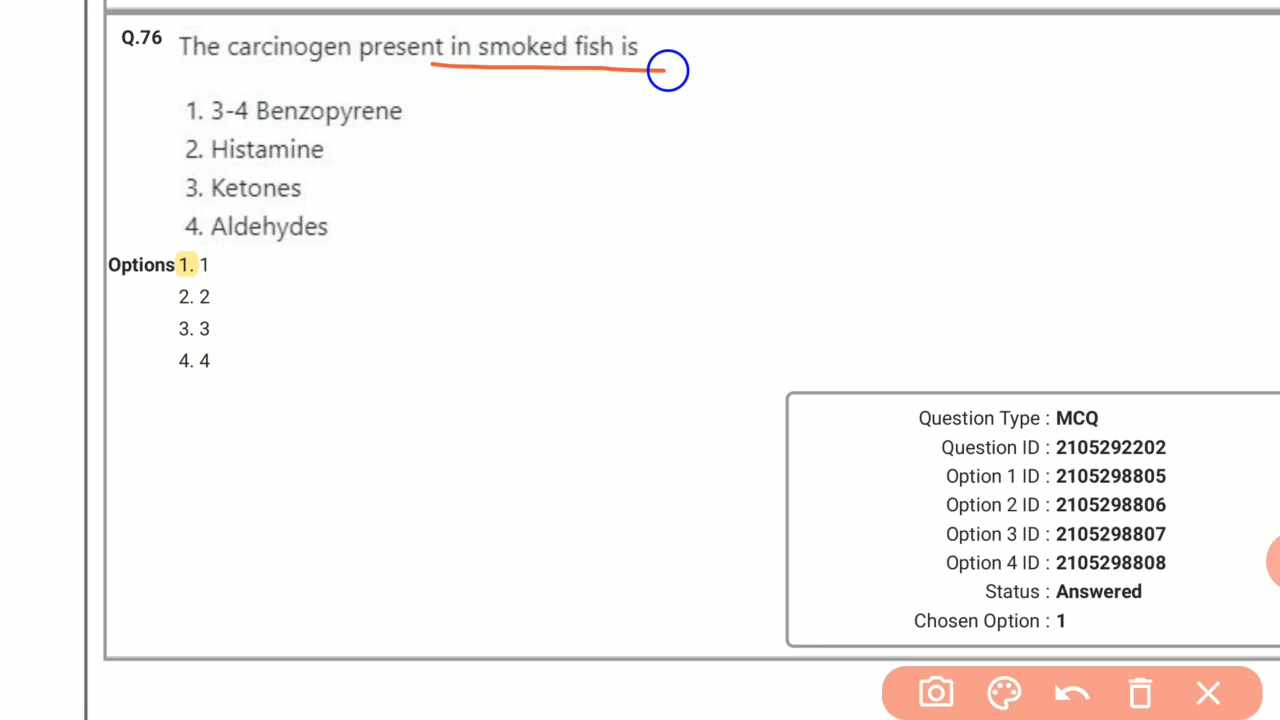 Q.76 The carcinogen present in smoked fish is
1. 3-4 Benzopyrene
2. Histamine
3. Ketones
4. Aldehydes
Options 1. 1
2. 2
3. 3
4. 4
Question Type : MCQ
Question ID : 2105292202
Option 1 ID : 2105298805
Option 2 ID : 2105298806
Option 3 ID : 2105298807
Option 4 ID : 2105298808
Status : Answered
Chosen Option : 1